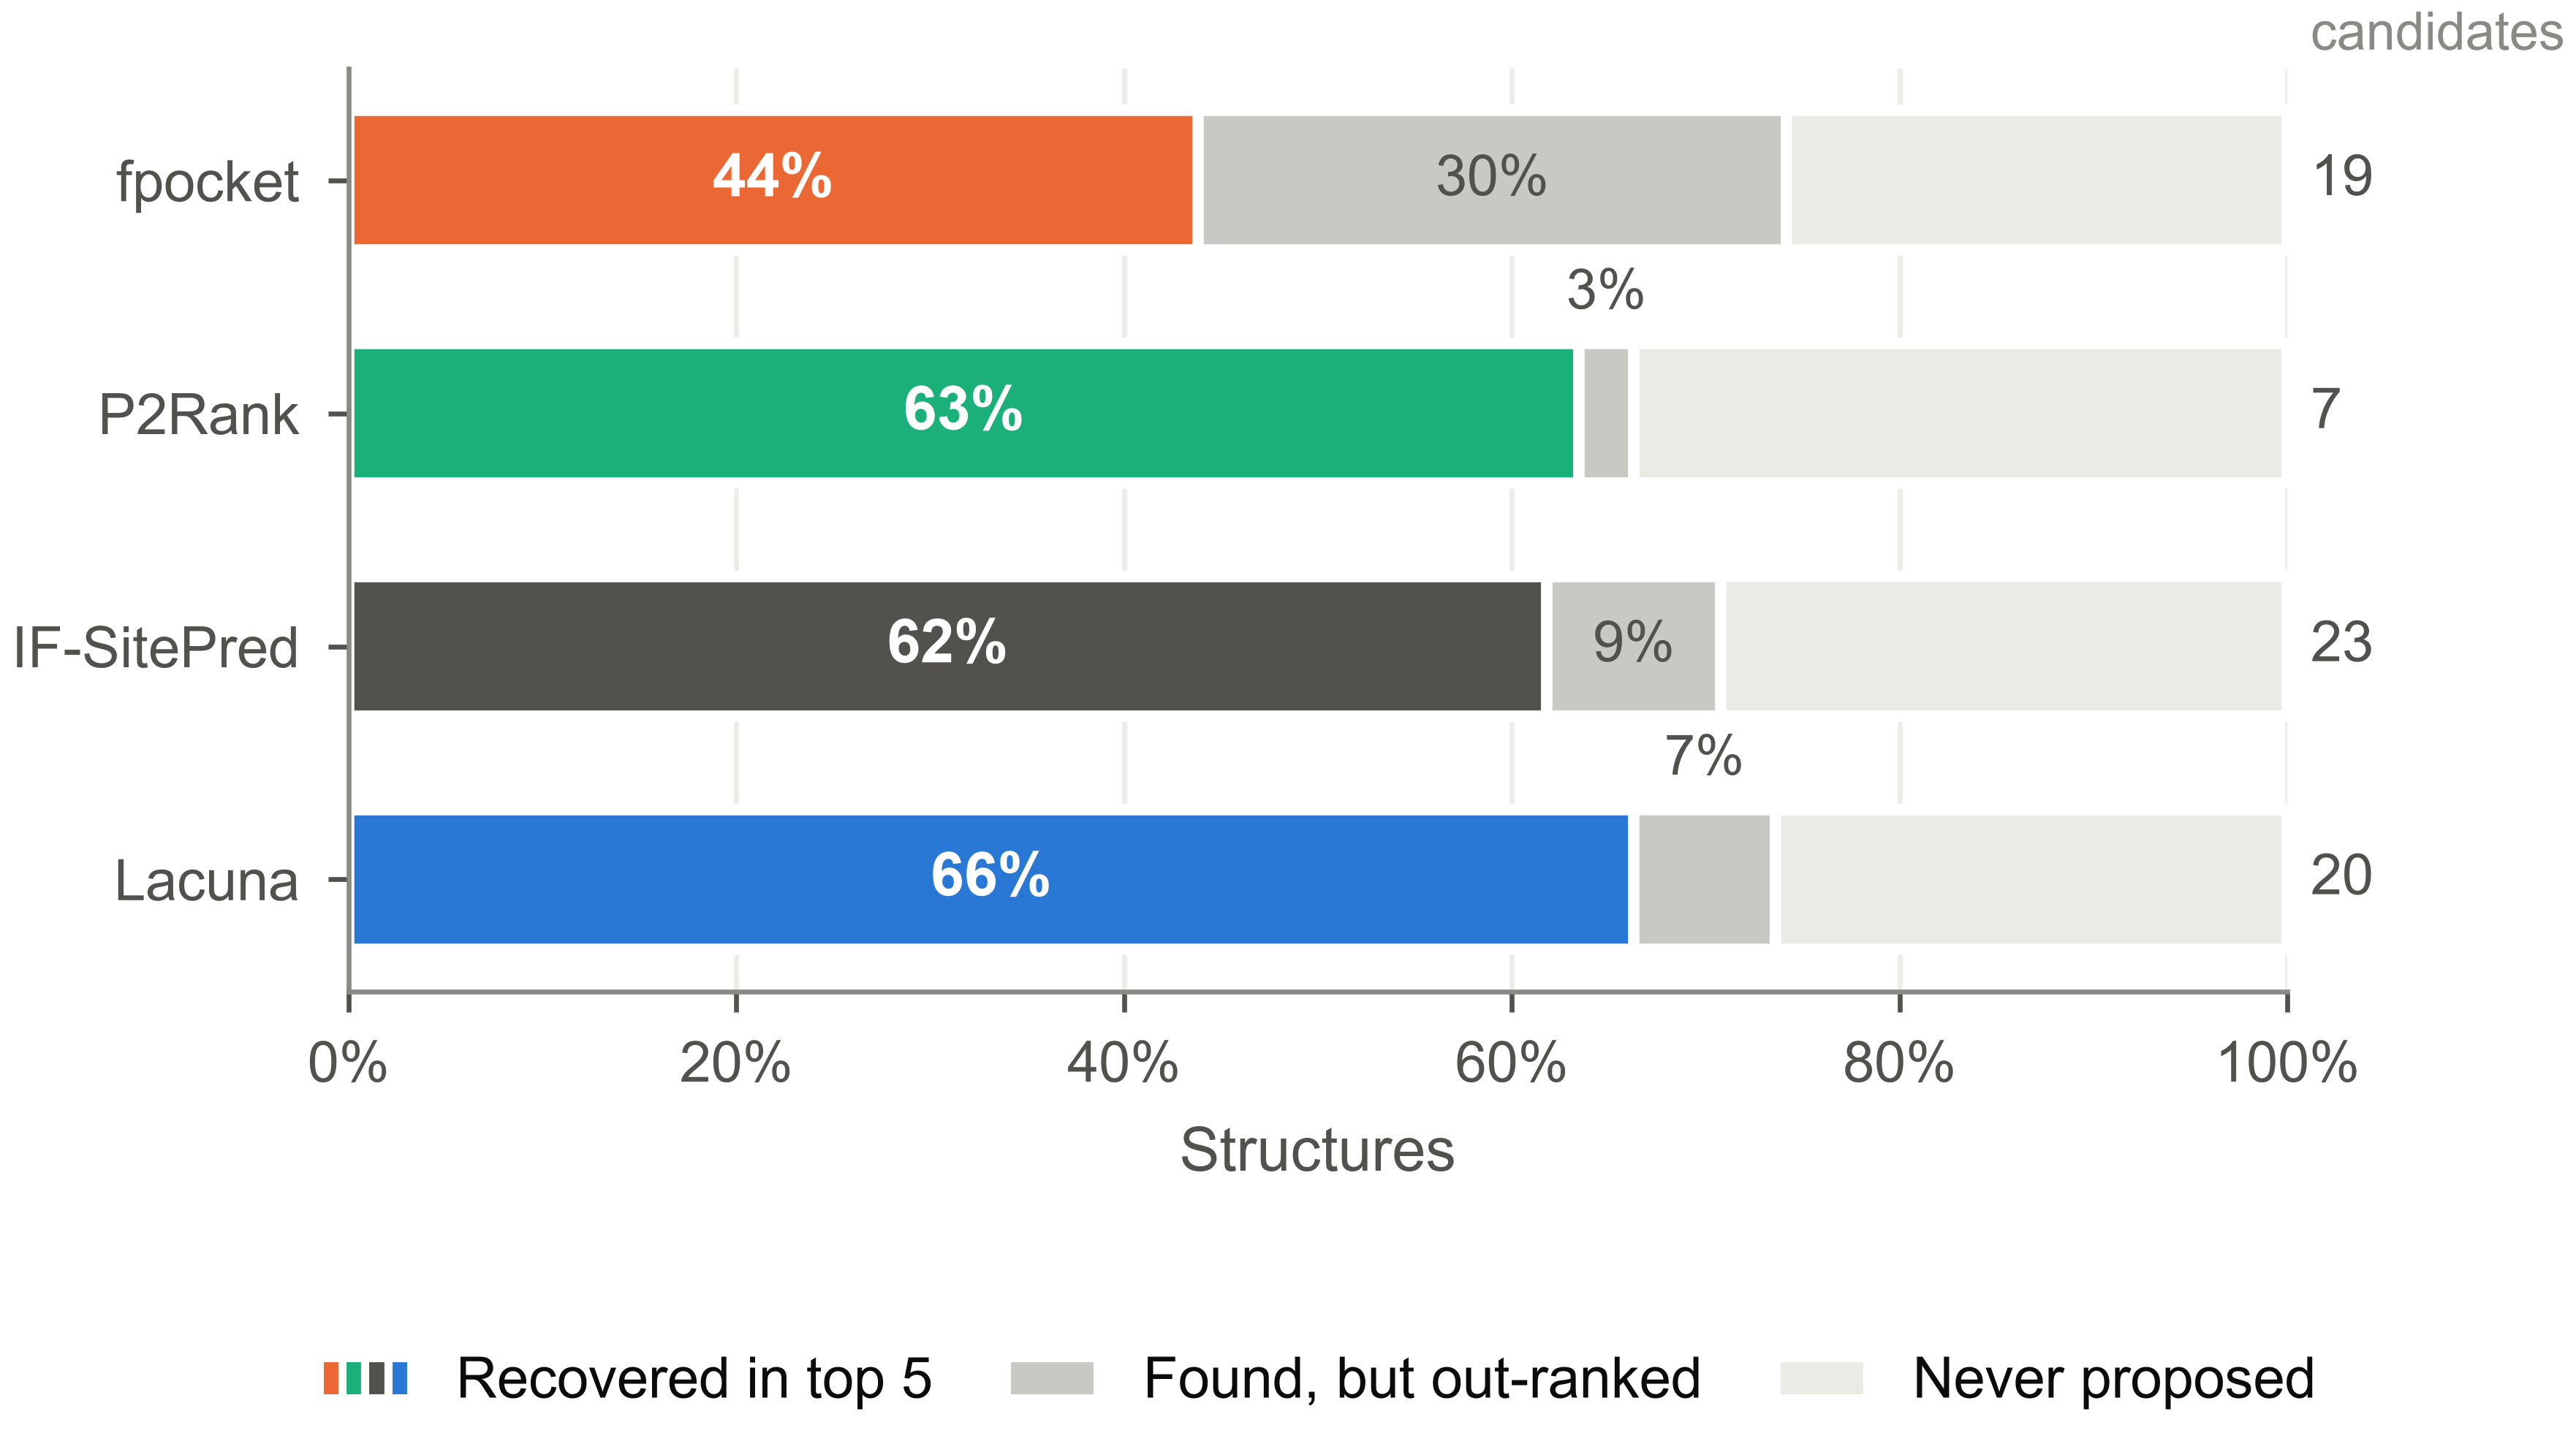 candidates
fpocket 44% 30% 19
3%
P2Rank 63% 7
IF-SitePred 62% 9% 23
7%
Lacuna 66% 20
0% 20% 40% 60% 80% 100%
Structures
Recovered in top 5 Found, but out-ranked Never proposed